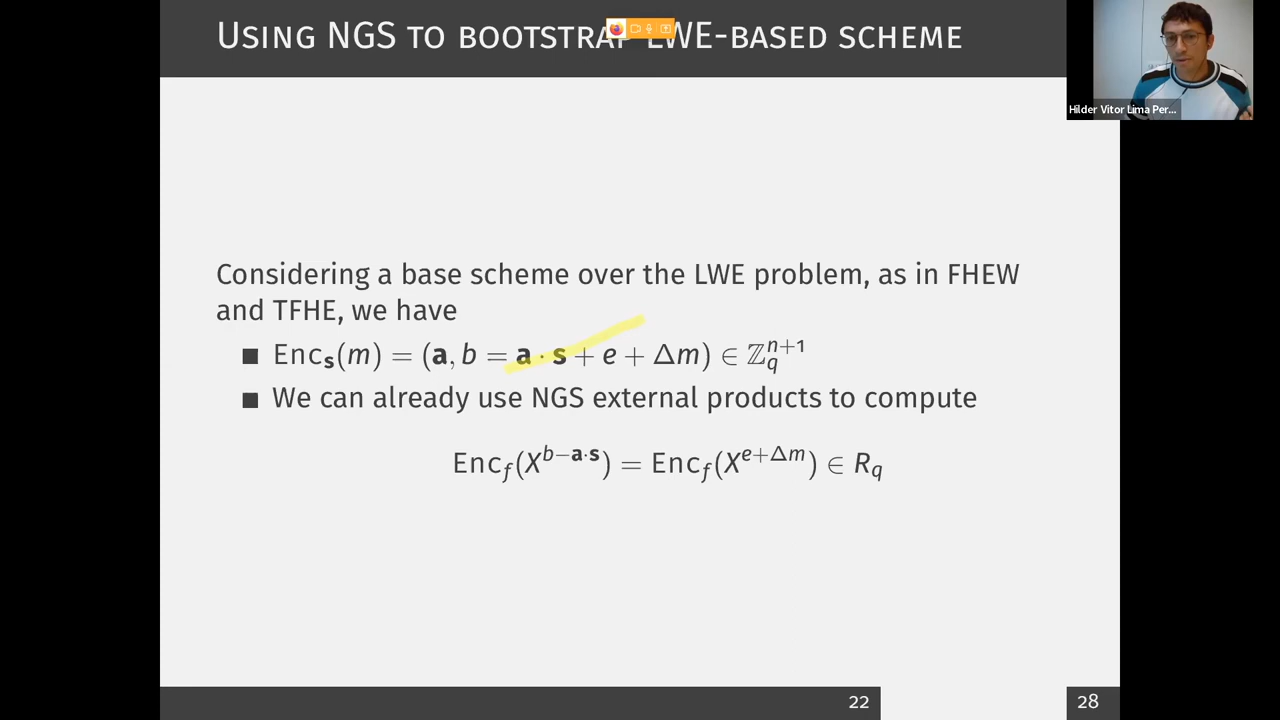 Using NGS to bootstrap LWE-based scheme
Hilder Vitor Lima Per...
Considering a base scheme over the LWE problem, as in FHEW
and TFHE, we have
■ Enc_s(m) = (a, b = a · s + e + Δm) ∈ ℤ_q^{n+1}
■ We can already use NGS external products to compute
Enc_f(X^{b−a·s}) = Enc_f(X^{e+Δm}) ∈ R_q
22
28